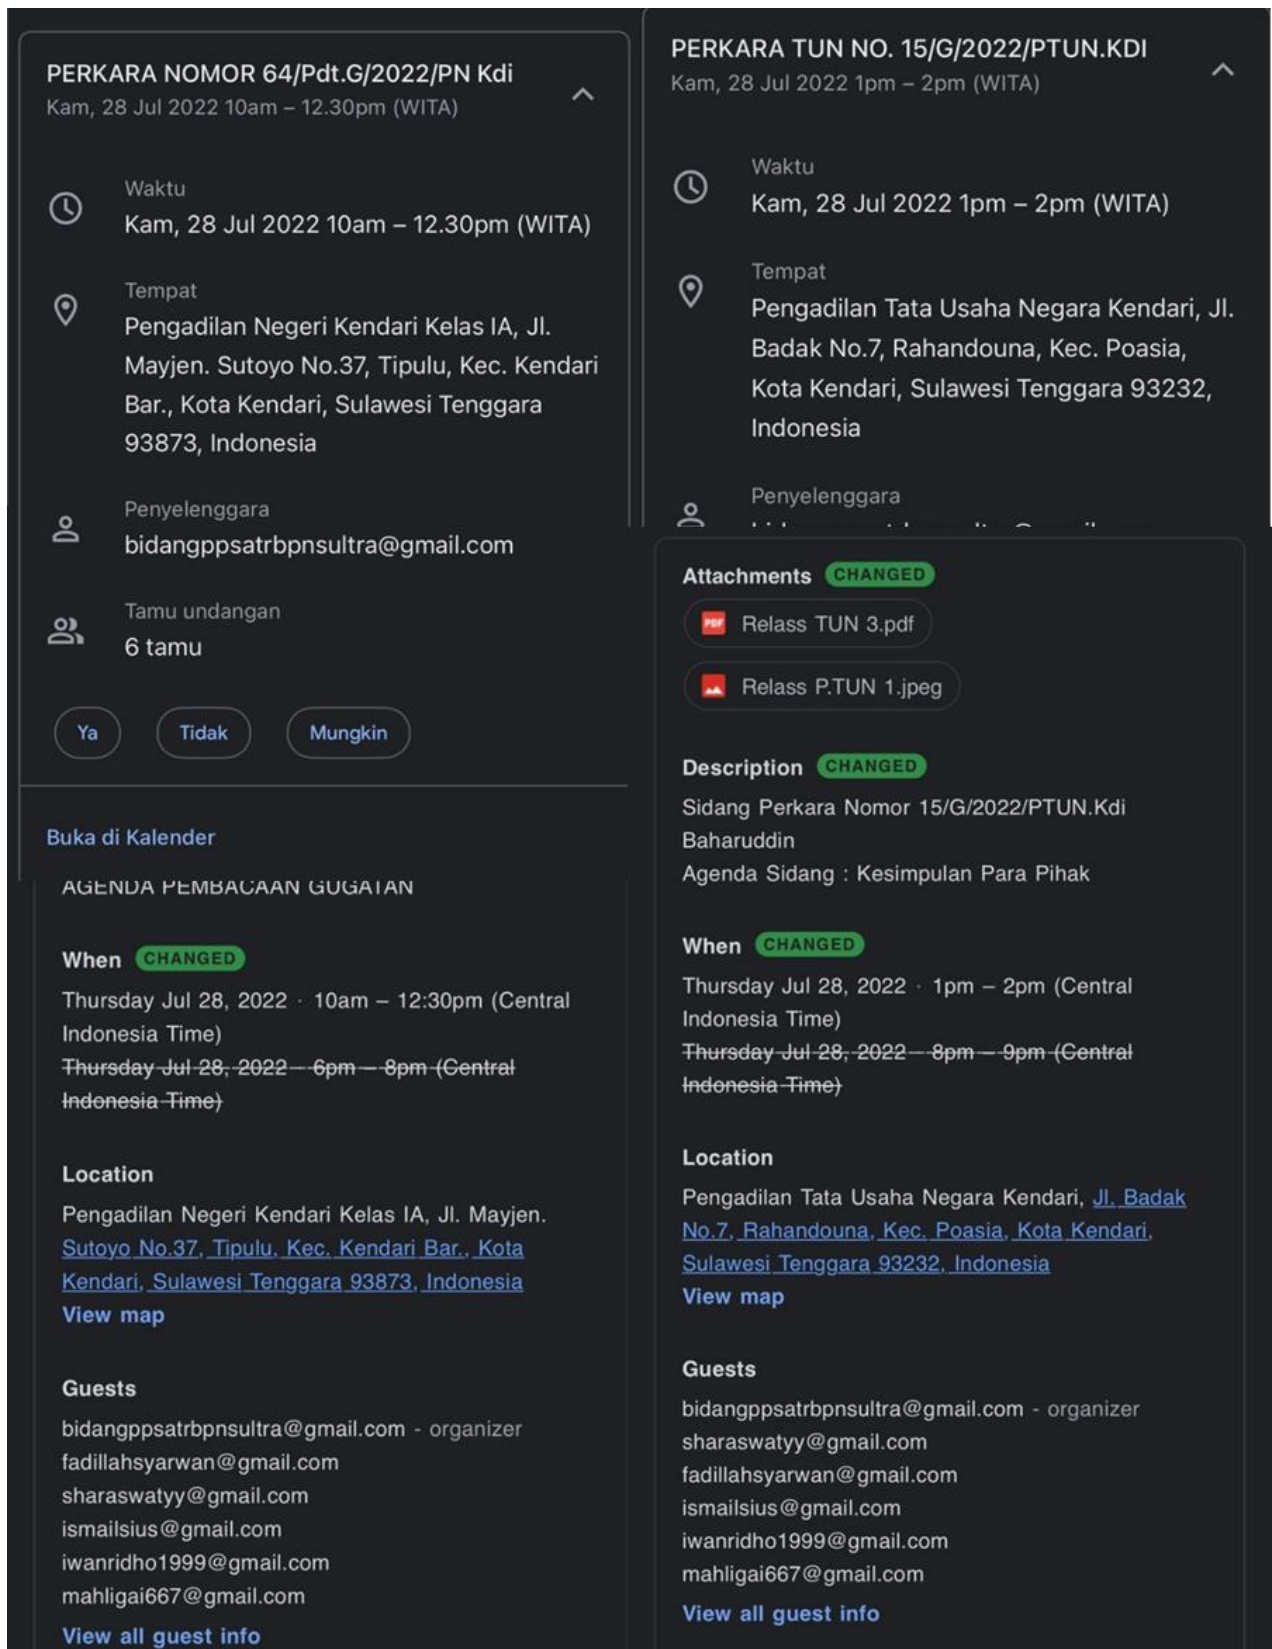 PERKARA NOMOR 64/Pdt.G/2022/PN Kdi
Kam, 28 Jul 2022 10am – 12.30pm (WITA)
Waktu
Kam, 28 Jul 2022 10am – 12.30pm (WITA)
Tempat
Pengadilan Negeri Kendari Kelas IA, Jl.
Mayjen. Sutoyo No.37, Tipulu, Kec. Kendari
Bar., Kota Kendari, Sulawesi Tenggara
93873, Indonesia
Penyelenggara
bidangppsatrbpnsultra@gmail.com
Tamu undangan
6 tamu
Ya
Tidak
Mungkin
Buka di Kalender
AGENDA PEMBACAAN GUGATAN
When CHANGED
Thursday Jul 28, 2022 · 10am – 12:30pm (Central
Indonesia Time)
Thursday Jul 28, 2022 – 6pm – 8pm (Central
Indonesia Time)
Location
Pengadilan Negeri Kendari Kelas IA, Jl. Mayjen.
Sutoyo No.37, Tipulu, Kec. Kendari Bar., Kota
Kendari, Sulawesi Tenggara 93873, Indonesia
View map
Guests
bidangppsatrbpnsultra@gmail.com - organizer
fadillahsyarwan@gmail.com
sharaswatyy@gmail.com
ismailsius@gmail.com
iwanridho1999@gmail.com
mahligai667@gmail.com
View all guest info
PERKARA TUN NO. 15/G/2022/PTUN.KDI
Kam, 28 Jul 2022 1pm – 2pm (WITA)
Waktu
Kam, 28 Jul 2022 1pm – 2pm (WITA)
Tempat
Pengadilan Tata Usaha Negara Kendari, Jl.
Badak No.7, Rahandouna, Kec. Poasia,
Kota Kendari, Sulawesi Tenggara 93232,
Indonesia
Penyelenggara
Attachments CHANGED
PDF Relass TUN 3.pdf
Relass P.TUN 1.jpeg
Description CHANGED
Sidang Perkara Nomor 15/G/2022/PTUN.Kdi
Baharuddin
Agenda Sidang : Kesimpulan Para Pihak
When CHANGED
Thursday Jul 28, 2022 · 1pm – 2pm (Central
Indonesia Time)
Thursday Jul 28, 2022 – 8pm – 9pm (Central
Indonesia Time)
Location
Pengadilan Tata Usaha Negara Kendari, Jl. Badak
No.7, Rahandouna, Kec. Poasia, Kota Kendari,
Sulawesi Tenggara 93232, Indonesia
View map
Guests
bidangppsatrbpnsultra@gmail.com - organizer
sharaswatyy@gmail.com
fadillahsyarwan@gmail.com
ismailsius@gmail.com
iwanridho1999@gmail.com
mahligai667@gmail.com
View all guest info